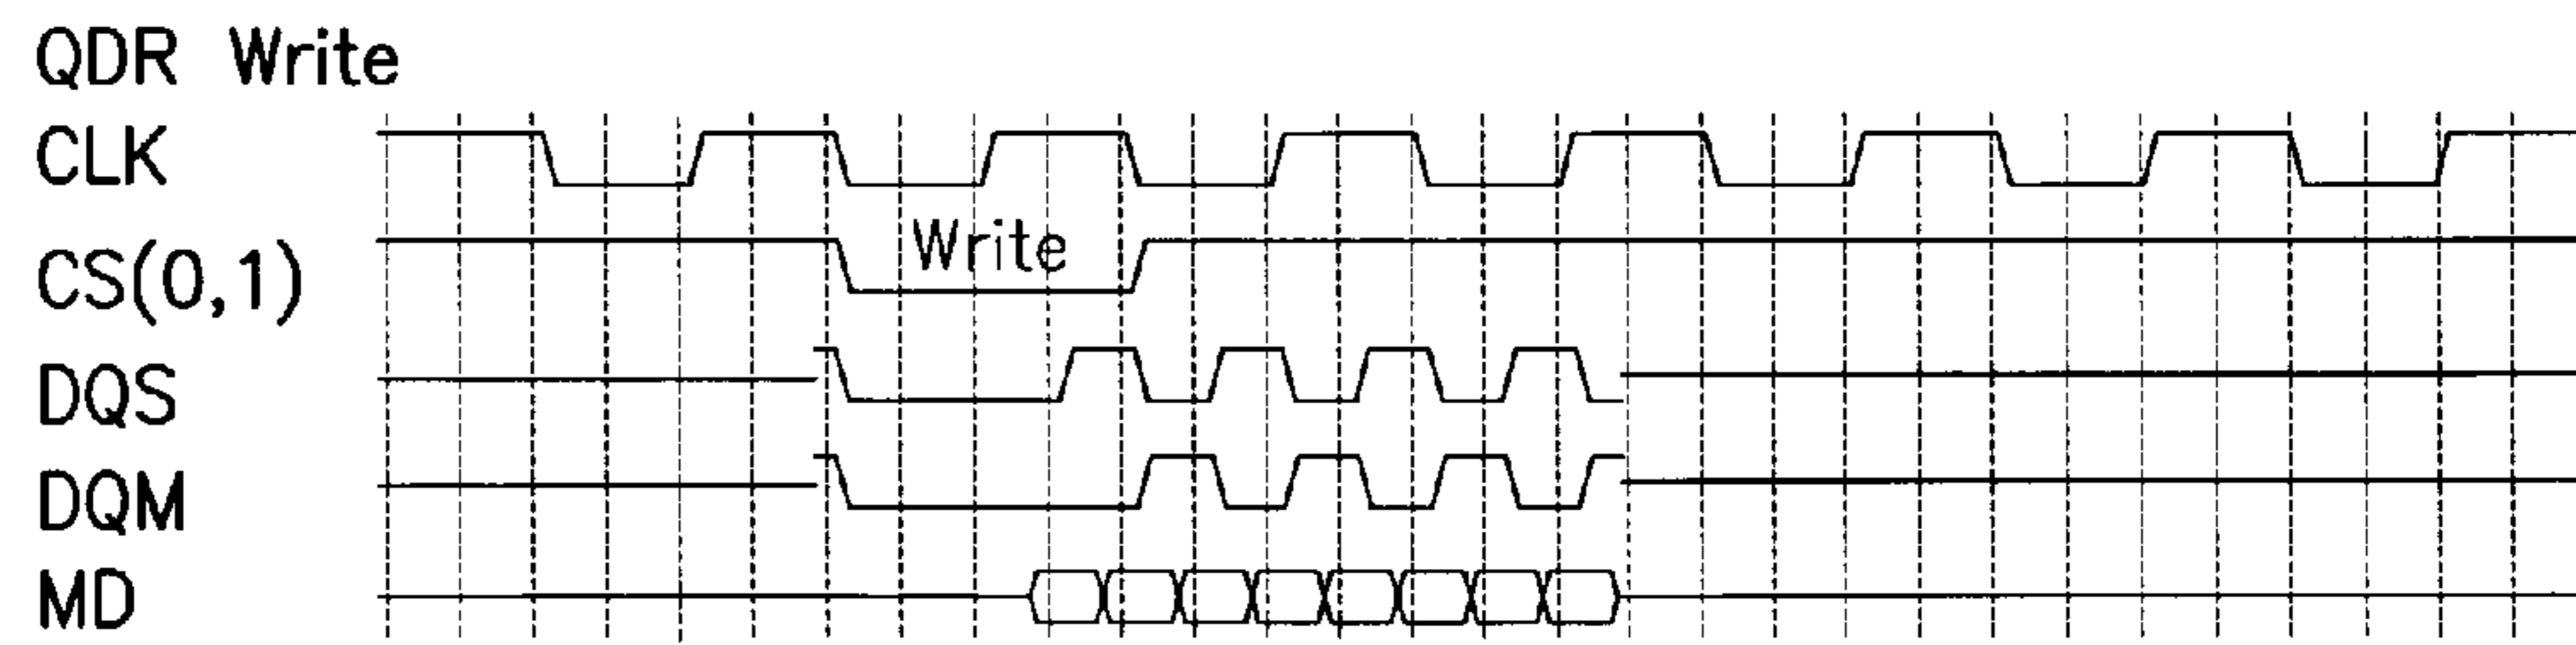 QDR Write
CLK
Write
CS(0,1)
DQS
DQM
MD